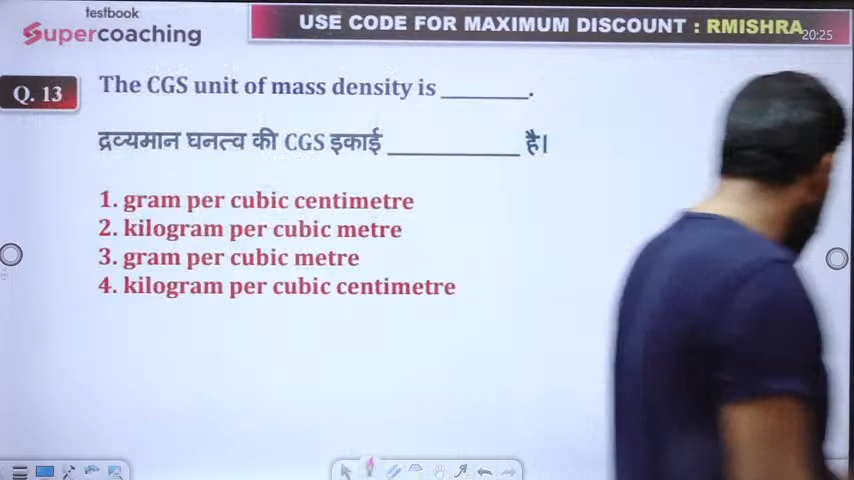 testbook
Supercoaching
USE CODE FOR MAXIMUM DISCOUNT : RMISHRA
20:25
Q. 13
The CGS unit of mass density is ________.
द्रव्यमान घनत्व की CGS इकाई ____________ है।
1. gram per cubic centimetre
2. kilogram per cubic metre
3. gram per cubic metre
4. kilogram per cubic centimetre